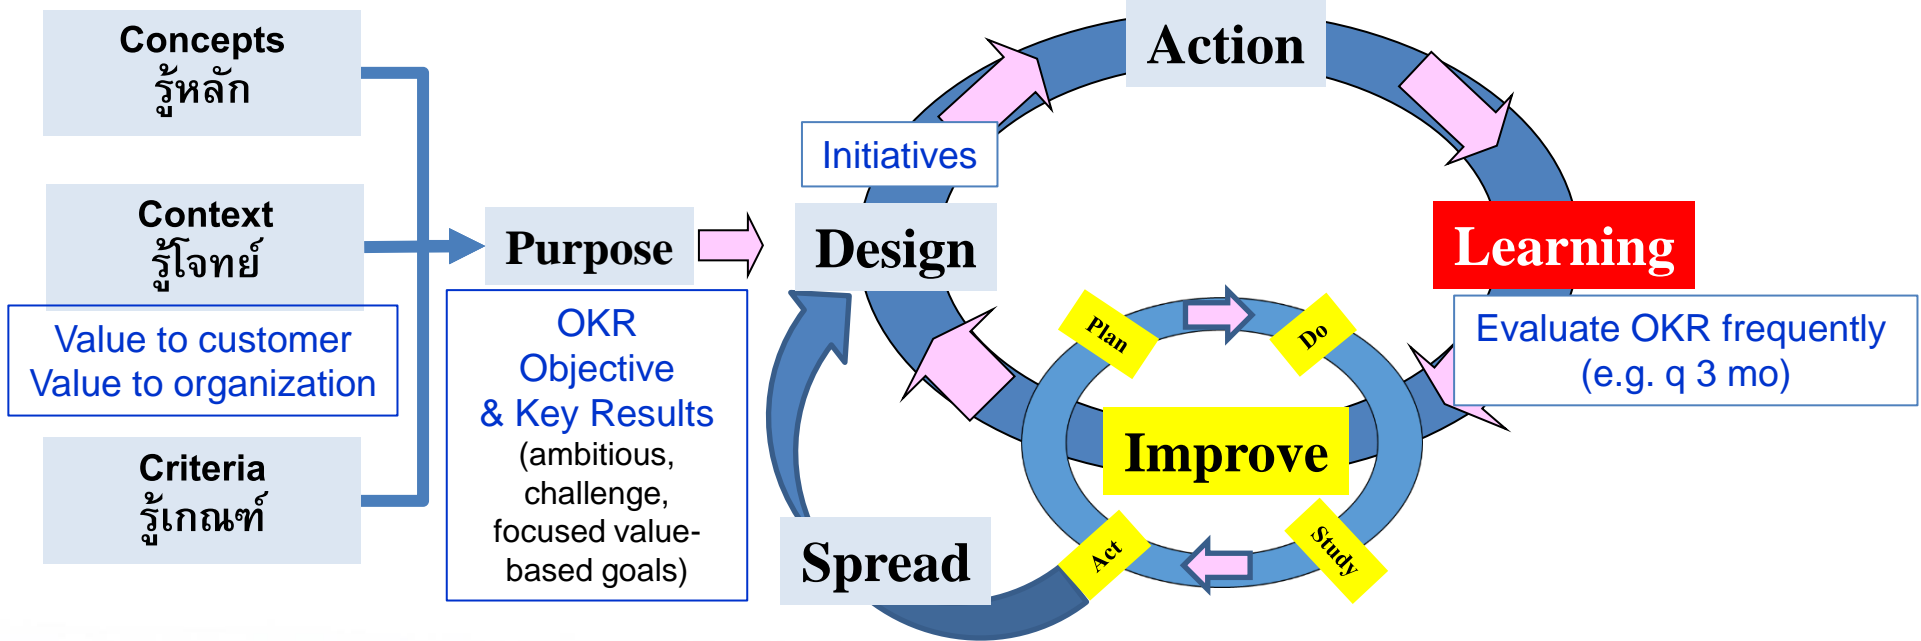 Concepts
รู้หลัก
Context
รู้โจทย์
Value to customer
Value to organization
Criteria
รู้เกณฑ์
Purpose
OKR
Objective
& Key Results
(ambitious,
challenge,
focused value-
based goals)
Initiatives
Design
Action
Learning
Evaluate OKR frequently
(e.g. q 3 mo)
Plan
Do
Improve
Study
Act
Spread